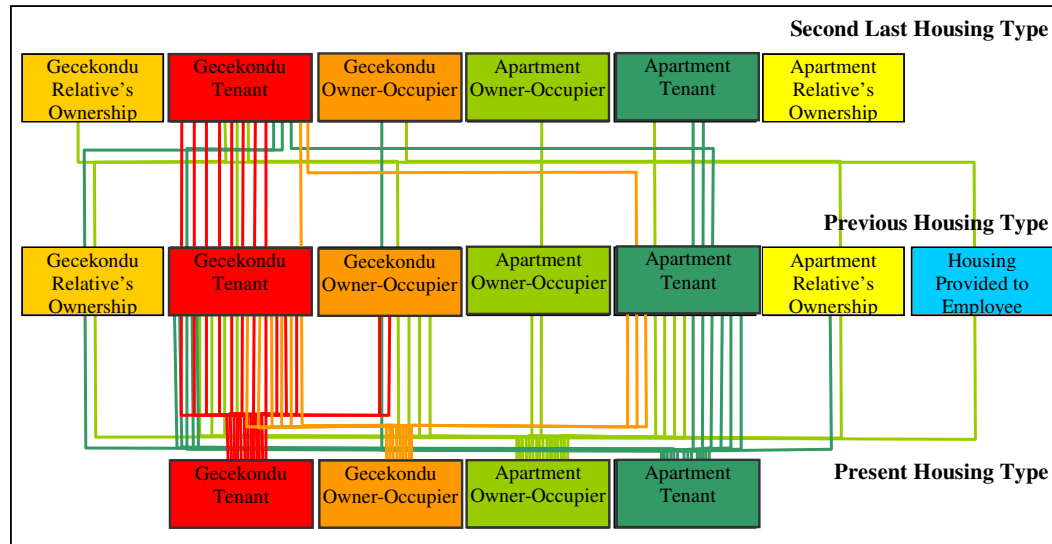 Second Last Housing Type
Gecekondu
Relative's
Ownership
Gecekondu
Tenant
Gecekondu
Owner-Occupier
Apartment
Owner-Occupier
Apartment
Tenant
Apartment
Relative's
Ownership
Previous Housing Type
Gecekondu
Relative's
Ownership
Gecekondu
Tenant
Gecekondu
Owner-Occupier
Apartment
Owner-Occupier
Apartment
Tenant
Apartment
Relative's
Ownership
Housing
Provided to
Employee
Gecekondu
Tenant
Gecekondu
Owner-Occupier
Apartment
Owner-Occupier
Apartment
Tenant
Present Housing Type